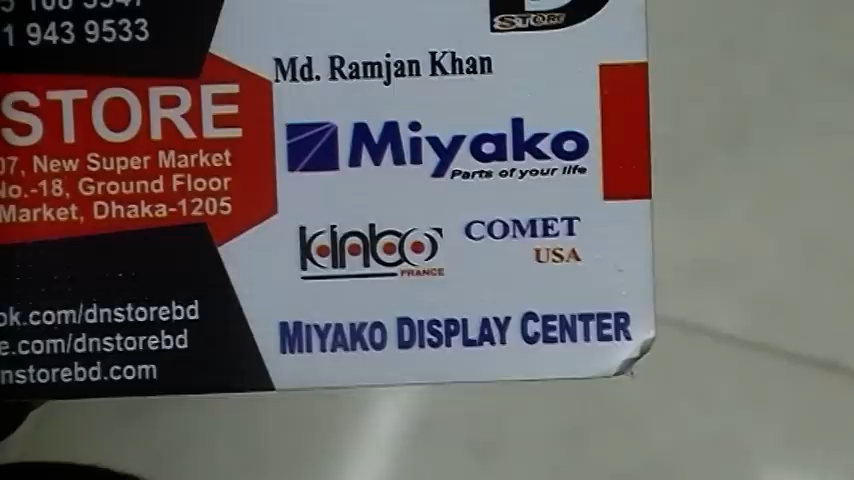 1 943 9533
STORE
STORE
07, New Super Market
No.-18, Ground Floor
Market, Dhaka-1205
ok.com/dnstorebd
e.com/dnstorebd
nstorebd.com
Md. Ramjan Khan
Miyako
Parts of your life
kinbo
FRANCE
COMET
USA
MIYAKO DISPLAY CENTER